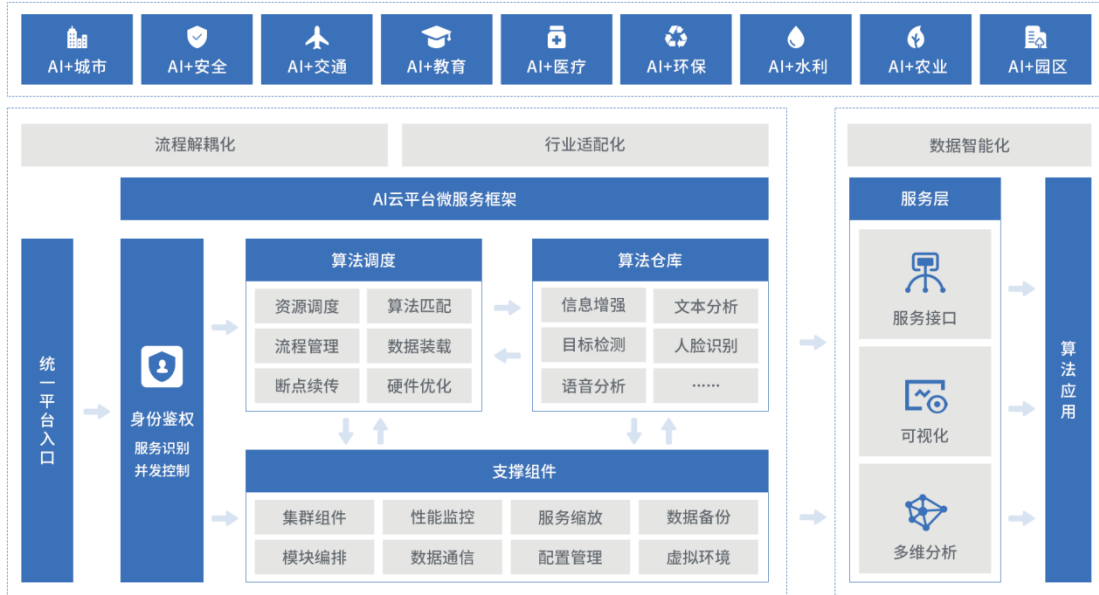 AI+城市
AI+安全
AI+交通
AI+教育
AI+医疗
AI+环保
AI+水利
AI+农业
AI+园区
流程解耦化
行业适配化
数据智能化
AI云平台微服务框架
统一平台入口
身份鉴权
服务识别
并发控制
算法调度
资源调度
算法匹配
流程管理
数据装载
断点续传
硬件优化
算法仓库
信息增强
文本分析
目标检测
人脸识别
语音分析
……
支撑组件
集群组件
性能监控
服务缩放
数据备份
模块编排
数据通信
配置管理
虚拟环境
服务层
服务接口
可视化
多维分析
算法应用